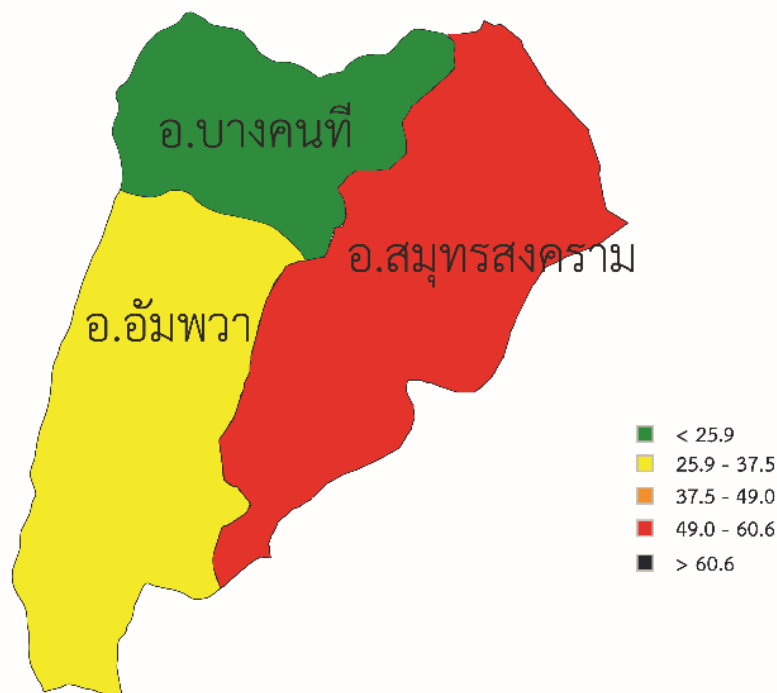 อ.บางคนที
อ.สมุทรสงคราม
อ.อัมพวา
< 25.9
25.9 - 37.5
37.5 - 49.0
49.0 - 60.6
> 60.6